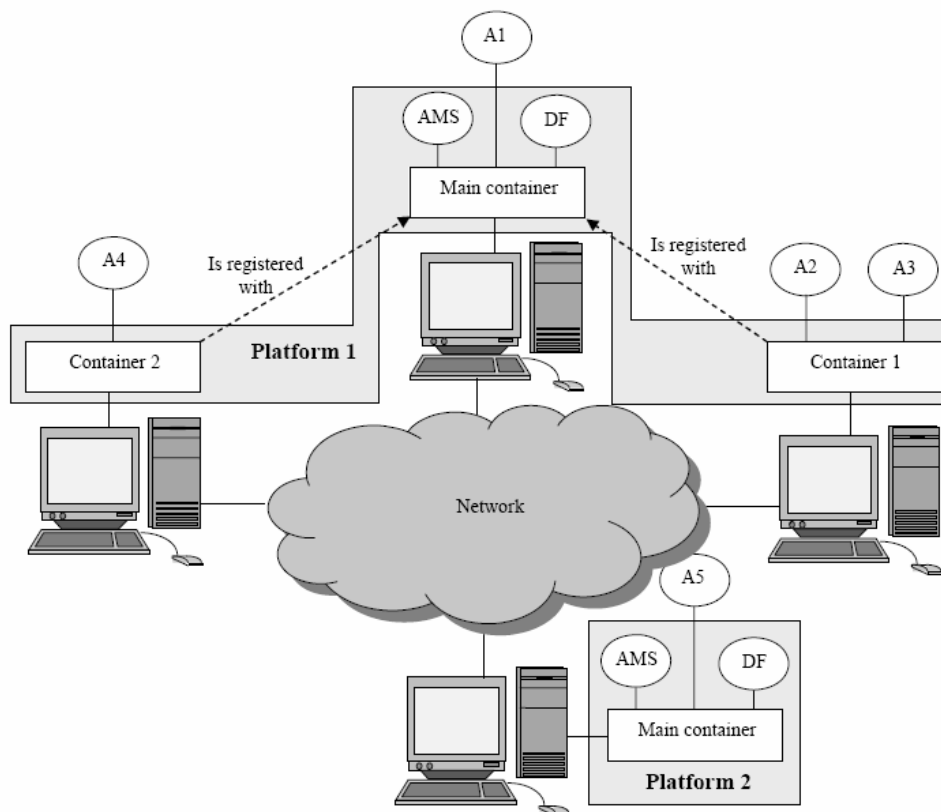 A1
AMS
DF
Main container
A4
Is registered
with
Is registered
with
A2
A3
Container 2
Platform 1
Container 1
Network
A5
AMS
DF
Main container
Platform 2